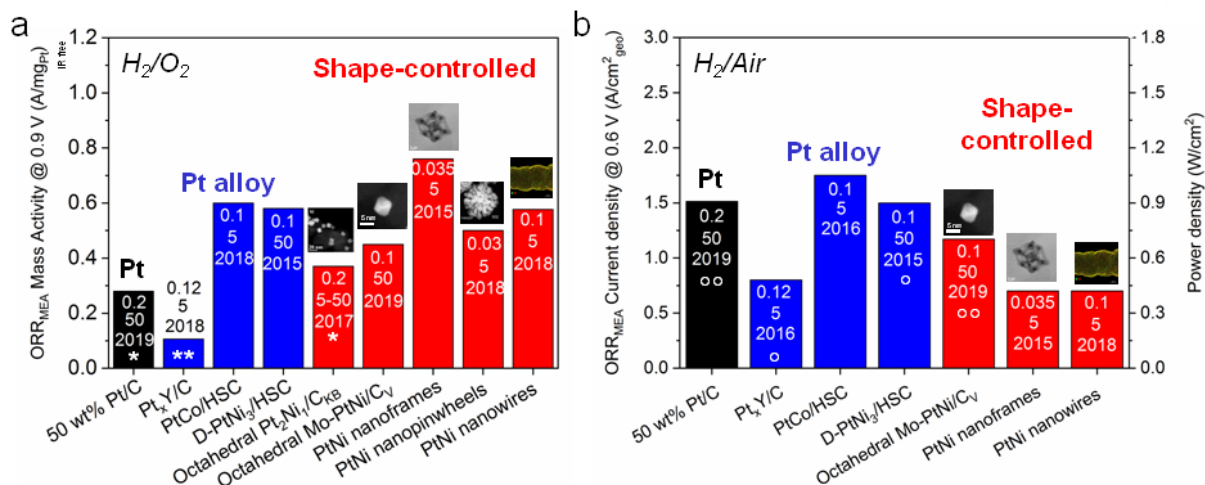 a
H₂/O₂
Shape-controlled
Pt alloy
Pt
ORR_MEA Mass Activity @ 0.9 V (A/mg_Pt)
IR free
1.2
1.0
0.8
0.6
0.4
0.2
0.0
0.2
50
2019
*
0.12
5
2018
**
0.1
5
2018
0.1
50
2015
0.2
5-50
2017
*
5 nm
0.1
50
2019
0.035
5
2015
0.03
5
2018
0.1
5
2018
50 wt% Pt/C
PtₓY/C
PtCo/HSC
D-PtNi₃/HSC
Octahedral Pt₂Ni₁/C_KB
Octahedral Mo-PtNi/C_V
PtNi nanoframes
PtNi nanopinwheels
PtNi nanowires
b
H₂/Air
Shape-
controlled
Pt alloy
Pt
ORR_MEA Current density @ 0.6 V (A/cm²_geo)
3.0
2.5
2.0
1.5
1.0
0.5
0.0
0.2
50
2019
○○
0.12
5
2016
○
0.1
5
2016
0.1
50
2015
○
5 nm
0.1
50
2019
○○
0.035
5
2015
0.1
5
2018
1.8
1.5
1.2
0.9
0.6
0.3
0.0
Power density (W/cm²)
50 wt% Pt/C
PtₓY/C
PtCo/HSC
D-PtNi₃/HSC
Octahedral Mo-PtNi/C_V
PtNi nanoframes
PtNi nanowires